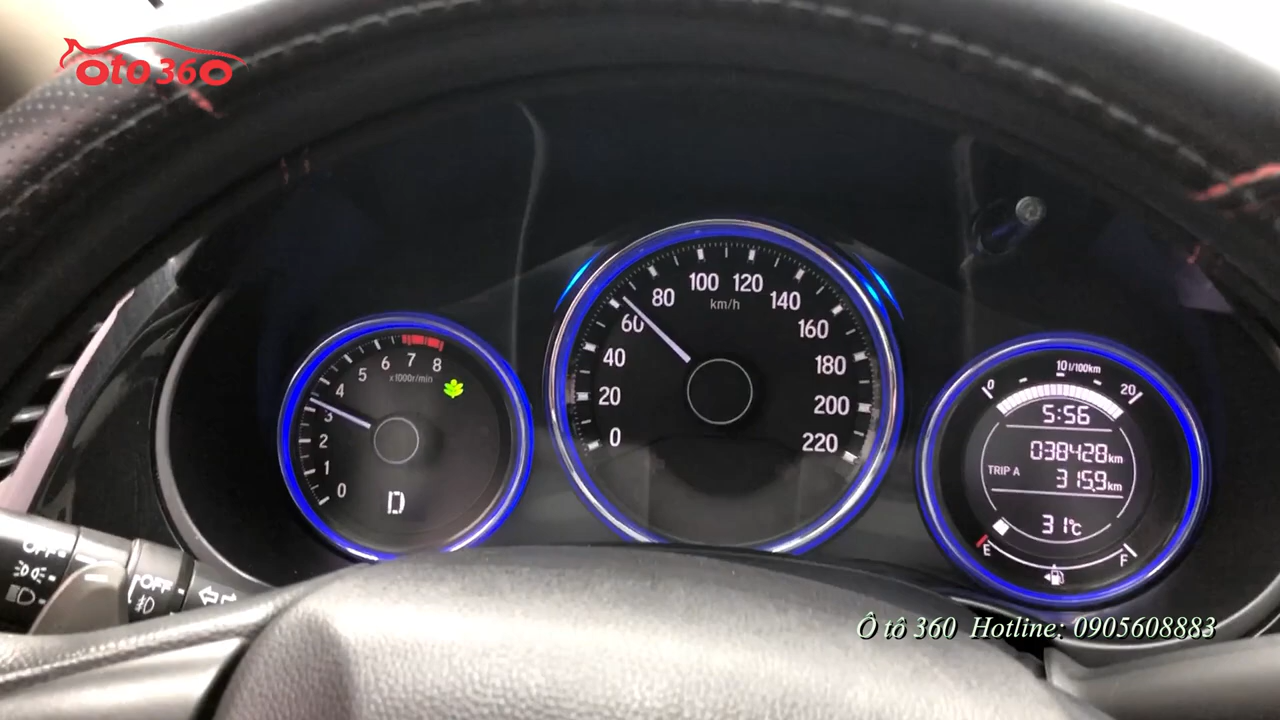 oto 360
100 120
80 km/h 140
60 160
40 180
20 200
0 220
6 7 8
5 x1000r/min
4
3
2
1
0
D
10 l/100km
0 20
5:56
038428 km
TRIP A 315.9 km
31°C
E F
OFF
OFF
Ô tô 360 Hotline: 0905608883